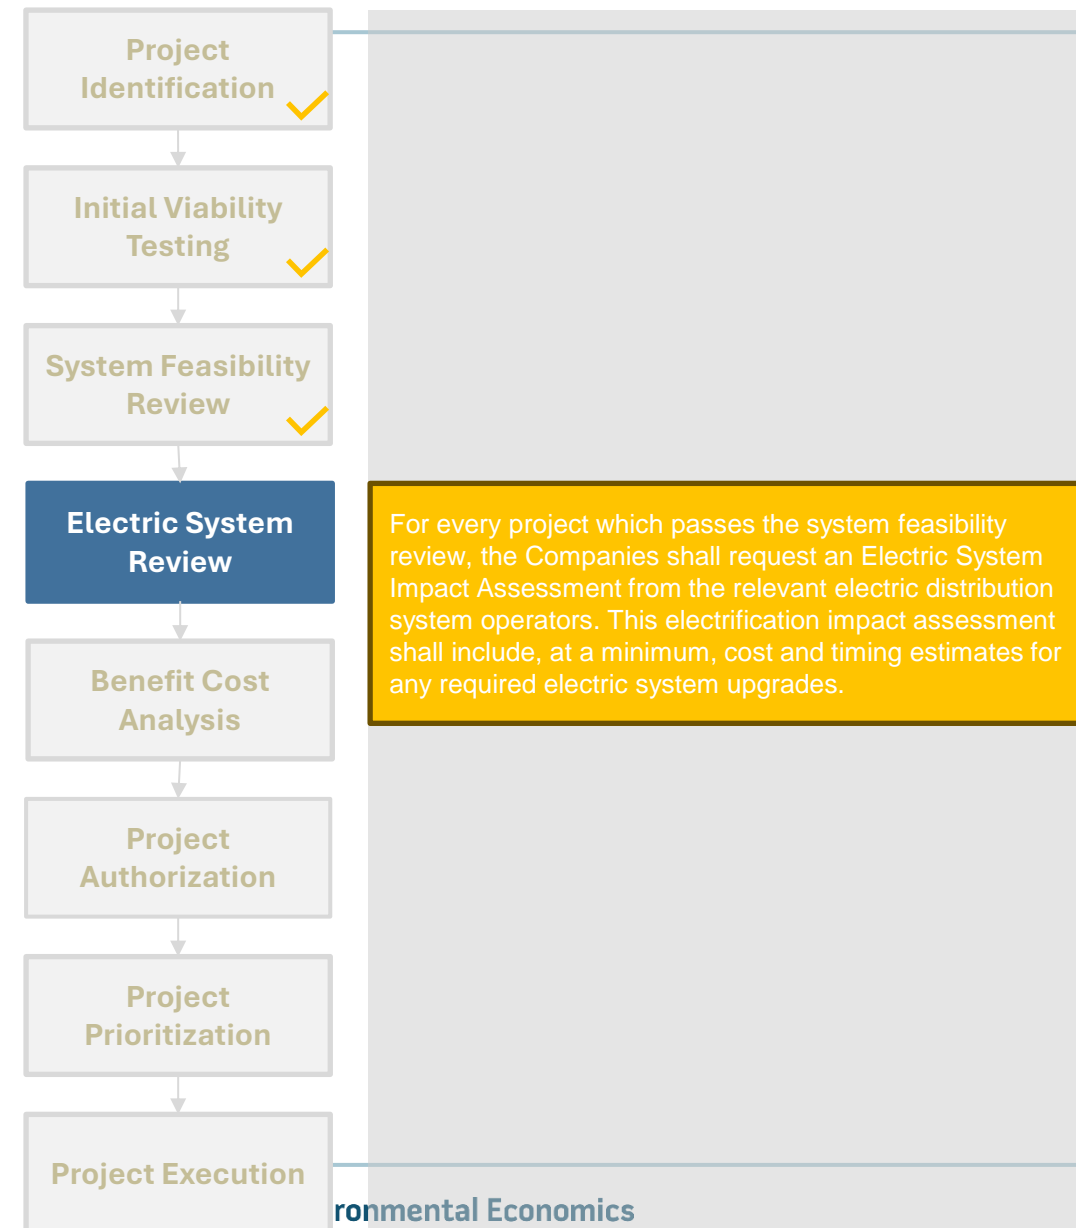 Project
Identification
Initial Viability
Testing
System Feasibility
Review
Electric System
Review
For every project which passes the system feasibility
review, the Companies shall request an Electric System
Impact Assessment from the relevant electric distribution
system operators. This electrification impact assessment
shall include, at a minimum, cost and timing estimates for
any required electric system upgrades.
Benefit Cost
Analysis
Project
Authorization
Project
Prioritization
Project Execution
ronmental Economics